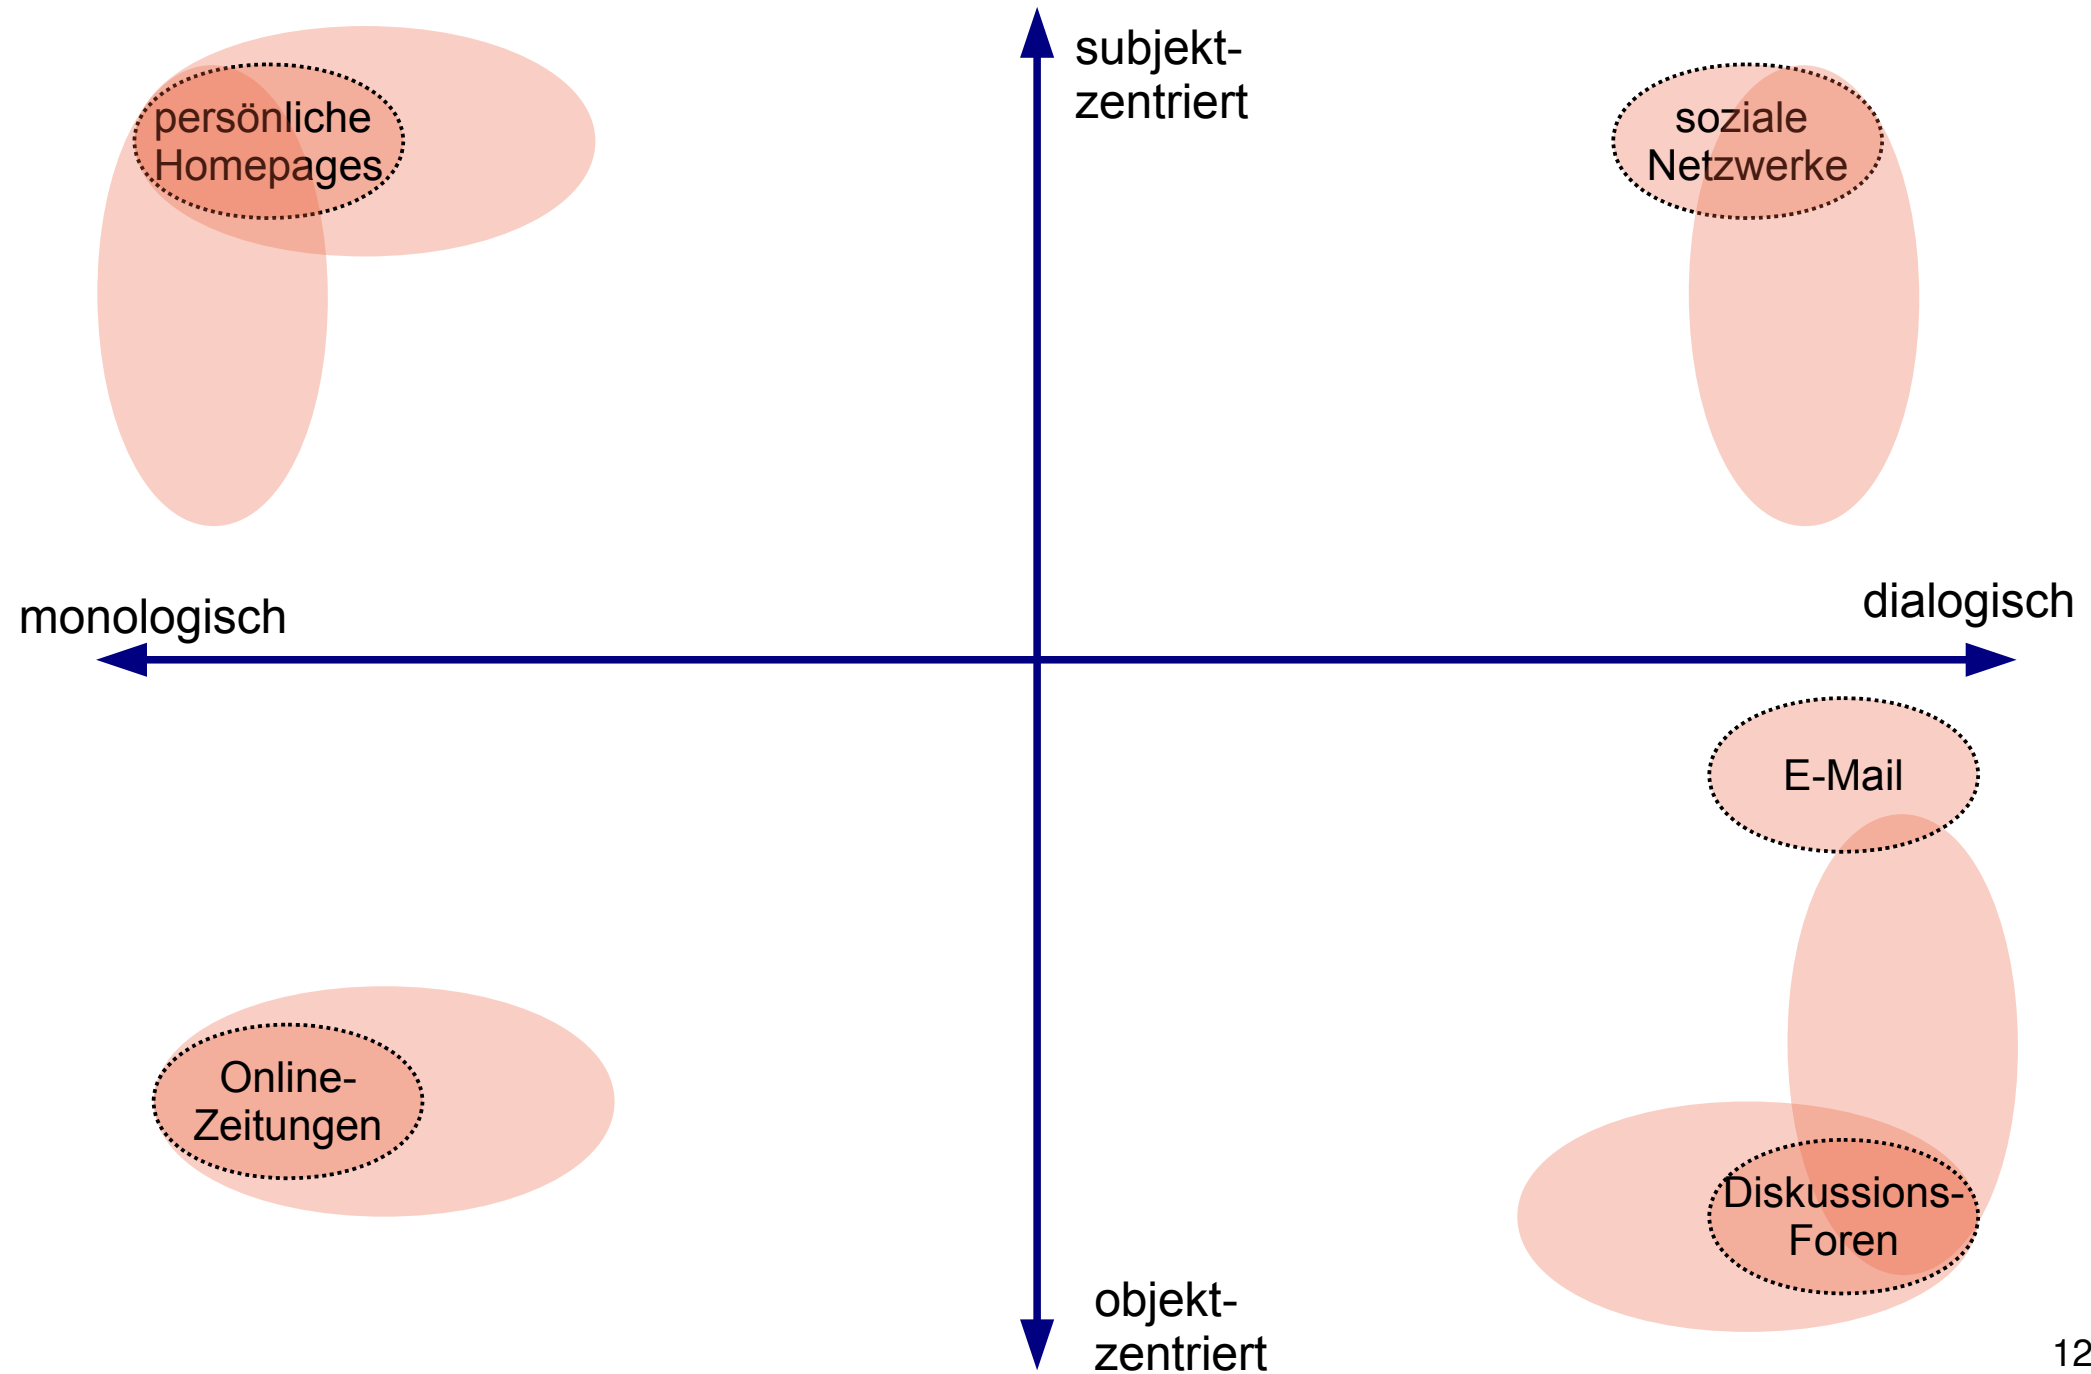 subjekt-
zentriert
persönliche
Homepages
soziale
Netzwerke
monologisch
dialogisch
E-Mail
Online-
Zeitungen
Diskussions-
Foren
objekt-
zentriert
12